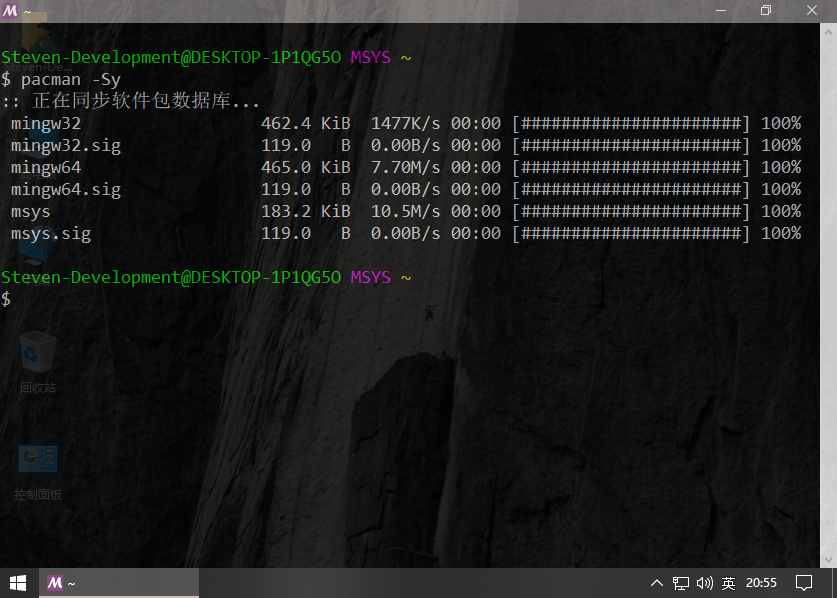 ~
Steven-Development@DESKTOP-1P1QG5O MSYS ~
$ pacman -Sy
:: 正在同步软件包数据库...
mingw32 462.4 KiB 1477K/s 00:00 [######################] 100%
mingw32.sig 119.0 B 0.00B/s 00:00 [######################] 100%
mingw64 465.0 KiB 7.70M/s 00:00 [######################] 100%
mingw64.sig 119.0 B 0.00B/s 00:00 [######################] 100%
msys 183.2 KiB 10.5M/s 00:00 [######################] 100%
msys.sig 119.0 B 0.00B/s 00:00 [######################] 100%
Steven-Development@DESKTOP-1P1QG5O MSYS ~
$
回收站
控制面板
~ 英 20:55